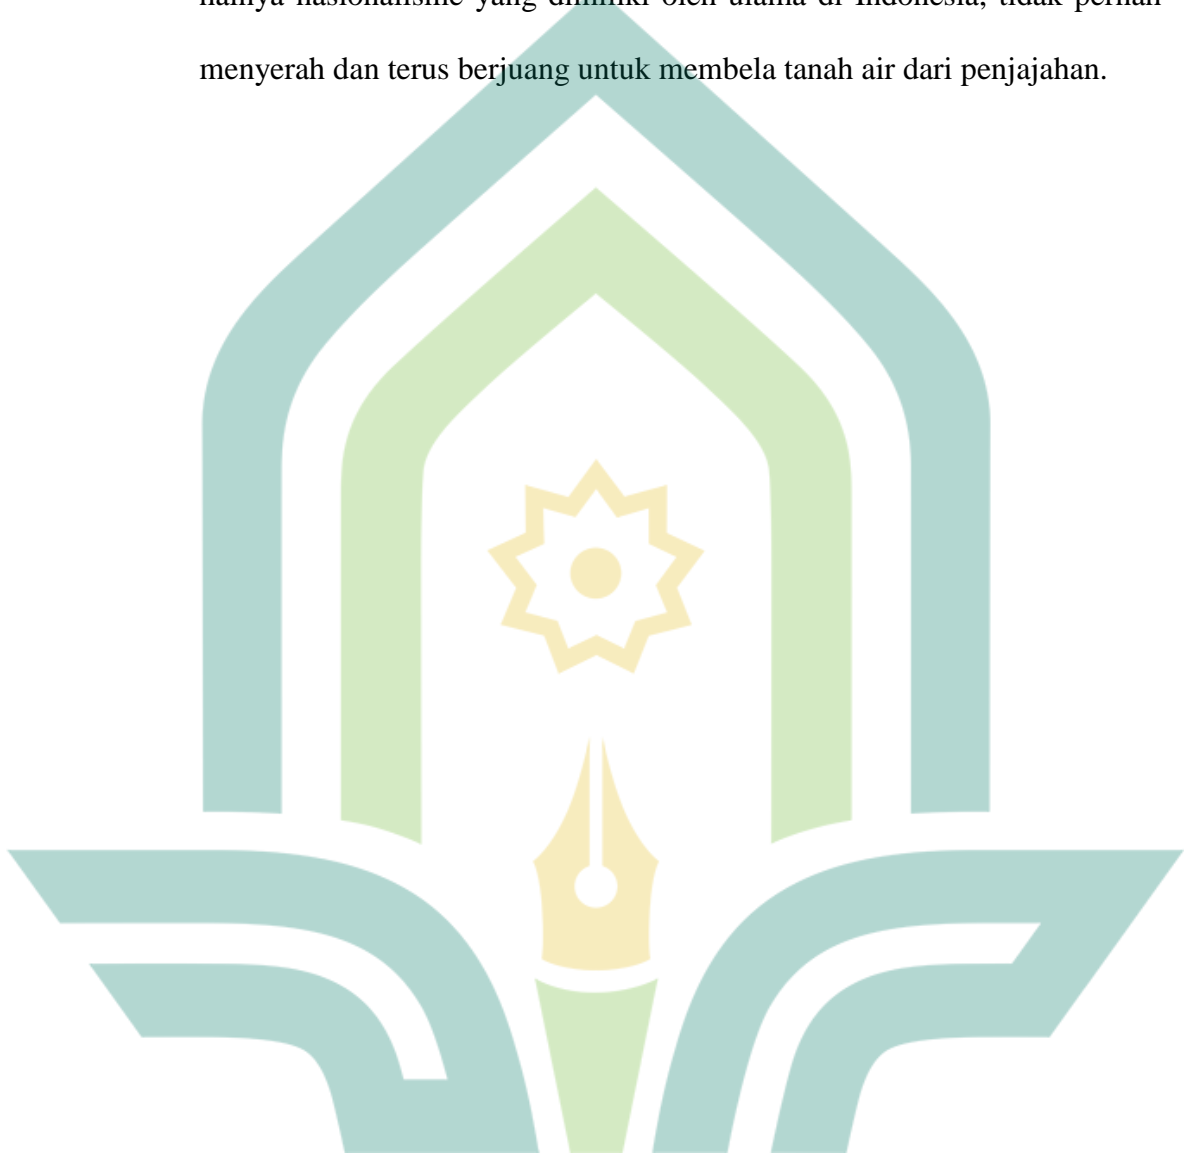 nasionalisme yang dimiliki oleh ulama di Indonesia, tidak pernah
menyerah dan terus berjuang untuk membela tanah air dari penjajahan.